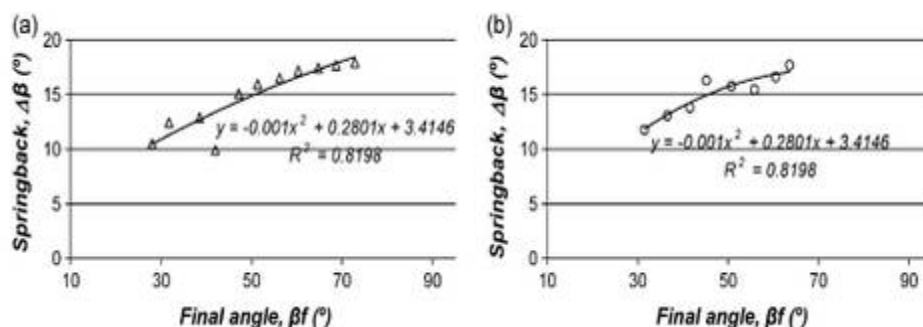 (a)
20
15
10
5
0
10 30 50 70 90
Springback, Δβ (º)
Final angle, βf (º)
y = -0.001x² + 0.2801x + 3.4146
R² = 0.8198
(b)
20
15
10
5
0
10 30 50 70 90
Springback, Δβ (º)
Final angle, βf (º)
y = -0.001x² + 0.2801x + 3.4146
R² = 0.8198